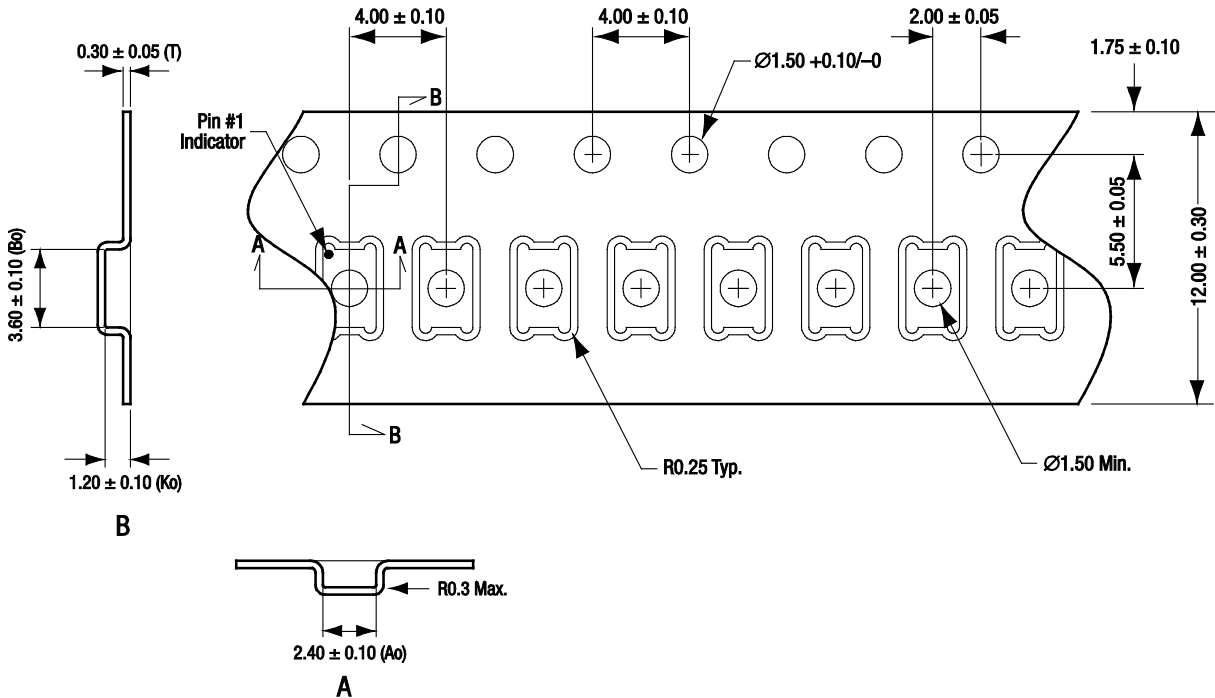 4.00 ± 0.10
4.00 ± 0.10
2.00 ± 0.05
0.30 ± 0.05 (T)
1.75 ± 0.10
Ø1.50 +0.10/–0
B
Pin #1
Indicator
A
A
3.60 ± 0.10 (Bo)
5.50 ± 0.05
12.00 ± 0.30
B
R0.25 Typ.
Ø1.50 Min.
1.20 ± 0.10 (Ko)
B
R0.3 Max.
2.40 ± 0.10 (Ao)
A